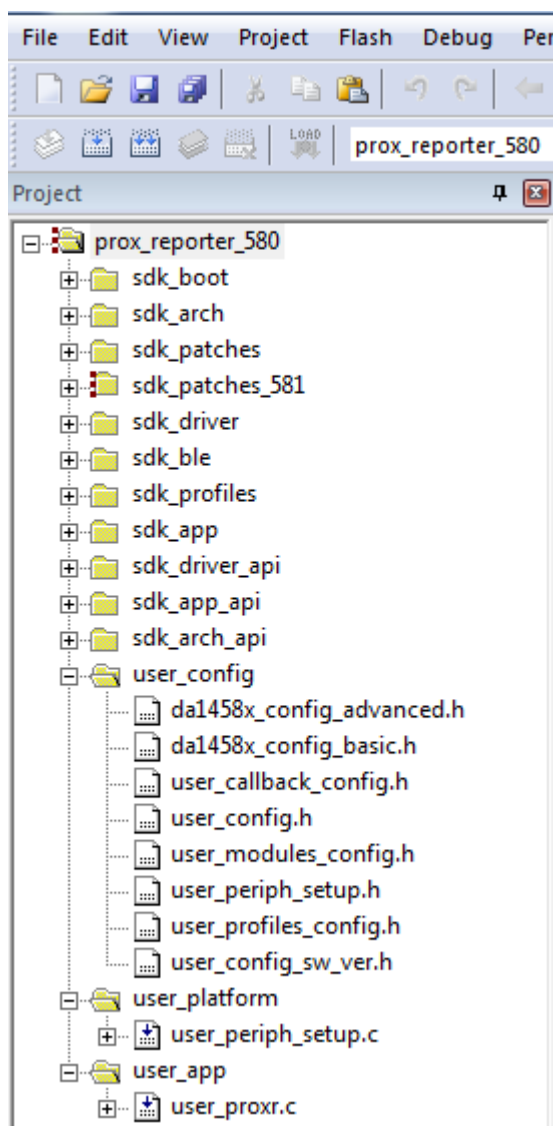 File Edit View Project Flash Debug Per
LOAD
prox_reporter_580
Project
prox_reporter_580
sdk_boot
sdk_arch
sdk_patches
sdk_patches_581
sdk_driver
sdk_ble
sdk_profiles
sdk_app
sdk_driver_api
sdk_app_api
sdk_arch_api
user_config
da1458x_config_advanced.h
da1458x_config_basic.h
user_callback_config.h
user_config.h
user_modules_config.h
user_periph_setup.h
user_profiles_config.h
user_config_sw_ver.h
user_platform
user_periph_setup.c
user_app
user_proxr.c